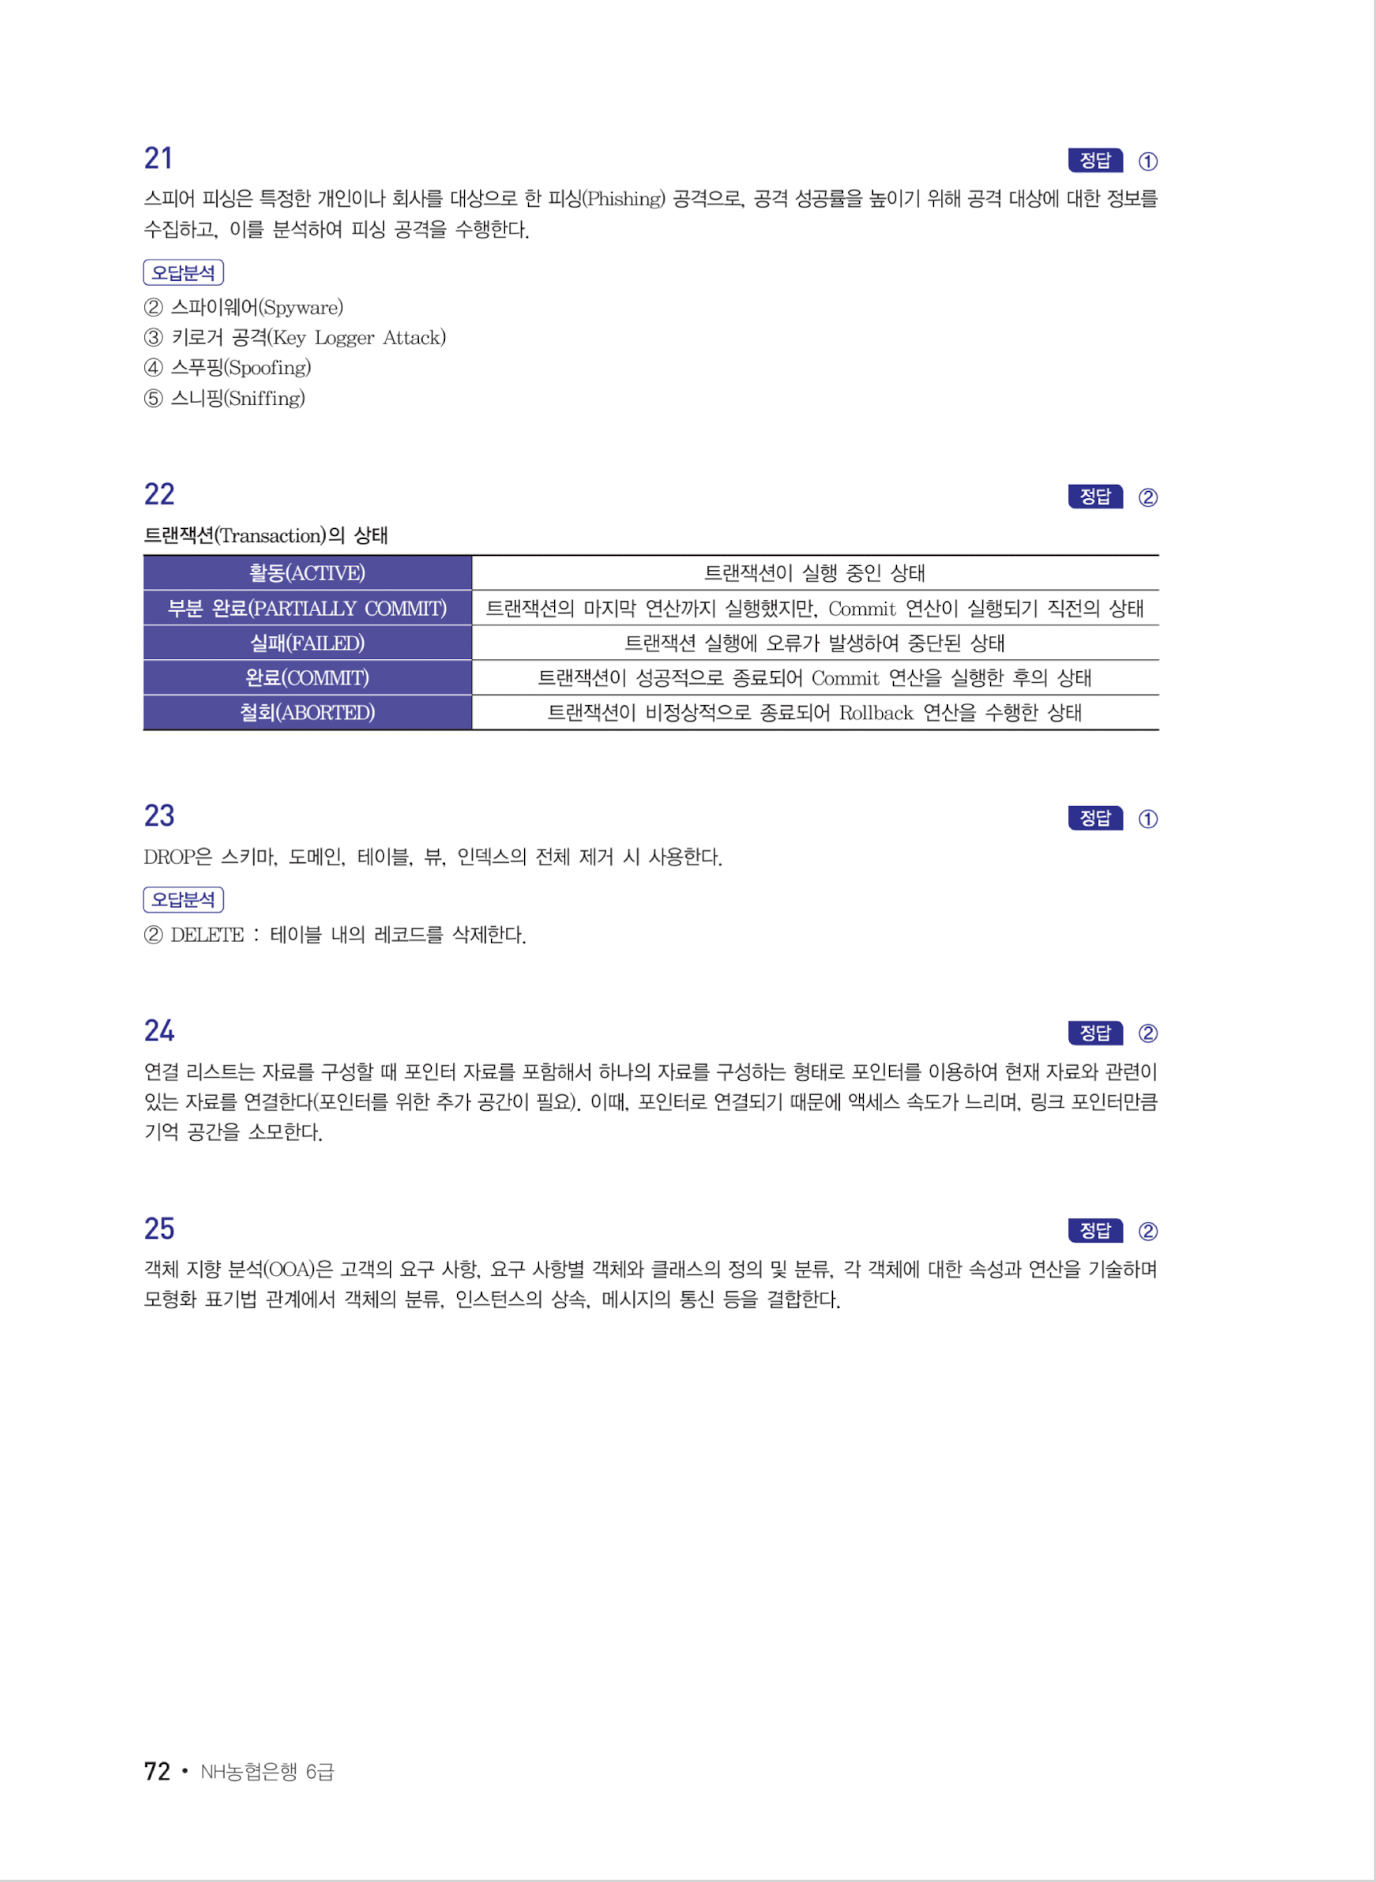 21
정답 ①
스피어 피싱은 특정한 개인이나 회사를 대상으로 한 피싱(Phishing) 공격으로, 공격 성공률을 높이기 위해 공격 대상에 대한 정보를
수집하고, 이를 분석하여 피싱 공격을 수행한다.
오답분석
② 스파이웨어(Spyware)
③ 키로거 공격(Key Logger Attack)
④ 스푸핑(Spoofing)
⑤ 스니핑(Sniffing)
22
정답 ②
트랜잭션(Transaction)의 상태
활동(ACTIVE) 트랜잭션이 실행 중인 상태
부분 완료(PARTIALLY COMMIT) 트랜잭션의 마지막 연산까지 실행했지만, Commit 연산이 실행되기 직전의 상태
실패(FAILED) 트랜잭션 실행에 오류가 발생하여 중단된 상태
완료(COMMIT) 트랜잭션이 성공적으로 종료되어 Commit 연산을 실행한 후의 상태
철회(ABORTED) 트랜잭션이 비정상적으로 종료되어 Rollback 연산을 수행한 상태
23
정답 ①
DROP은 스키마, 도메인, 테이블, 뷰, 인덱스의 전체 제거 시 사용한다.
오답분석
② DELETE : 테이블 내의 레코드를 삭제한다.
24
정답 ②
연결 리스트는 자료를 구성할 때 포인터 자료를 포함해서 하나의 자료를 구성하는 형태로 포인터를 이용하여 현재 자료와 관련이
있는 자료를 연결한다(포인터를 위한 추가 공간이 필요). 이때, 포인터로 연결되기 때문에 액세스 속도가 느리며, 링크 포인터만큼
기억 공간을 소모한다.
25
정답 ②
객체 지향 분석(OOA)은 고객의 요구 사항, 요구 사항별 객체와 클래스의 정의 및 분류, 각 객체에 대한 속성과 연산을 기술하며
모형화 표기법 관계에서 객체의 분류, 인스턴스의 상속, 메시지의 통신 등을 결합한다.
72 • NH농협은행 6급